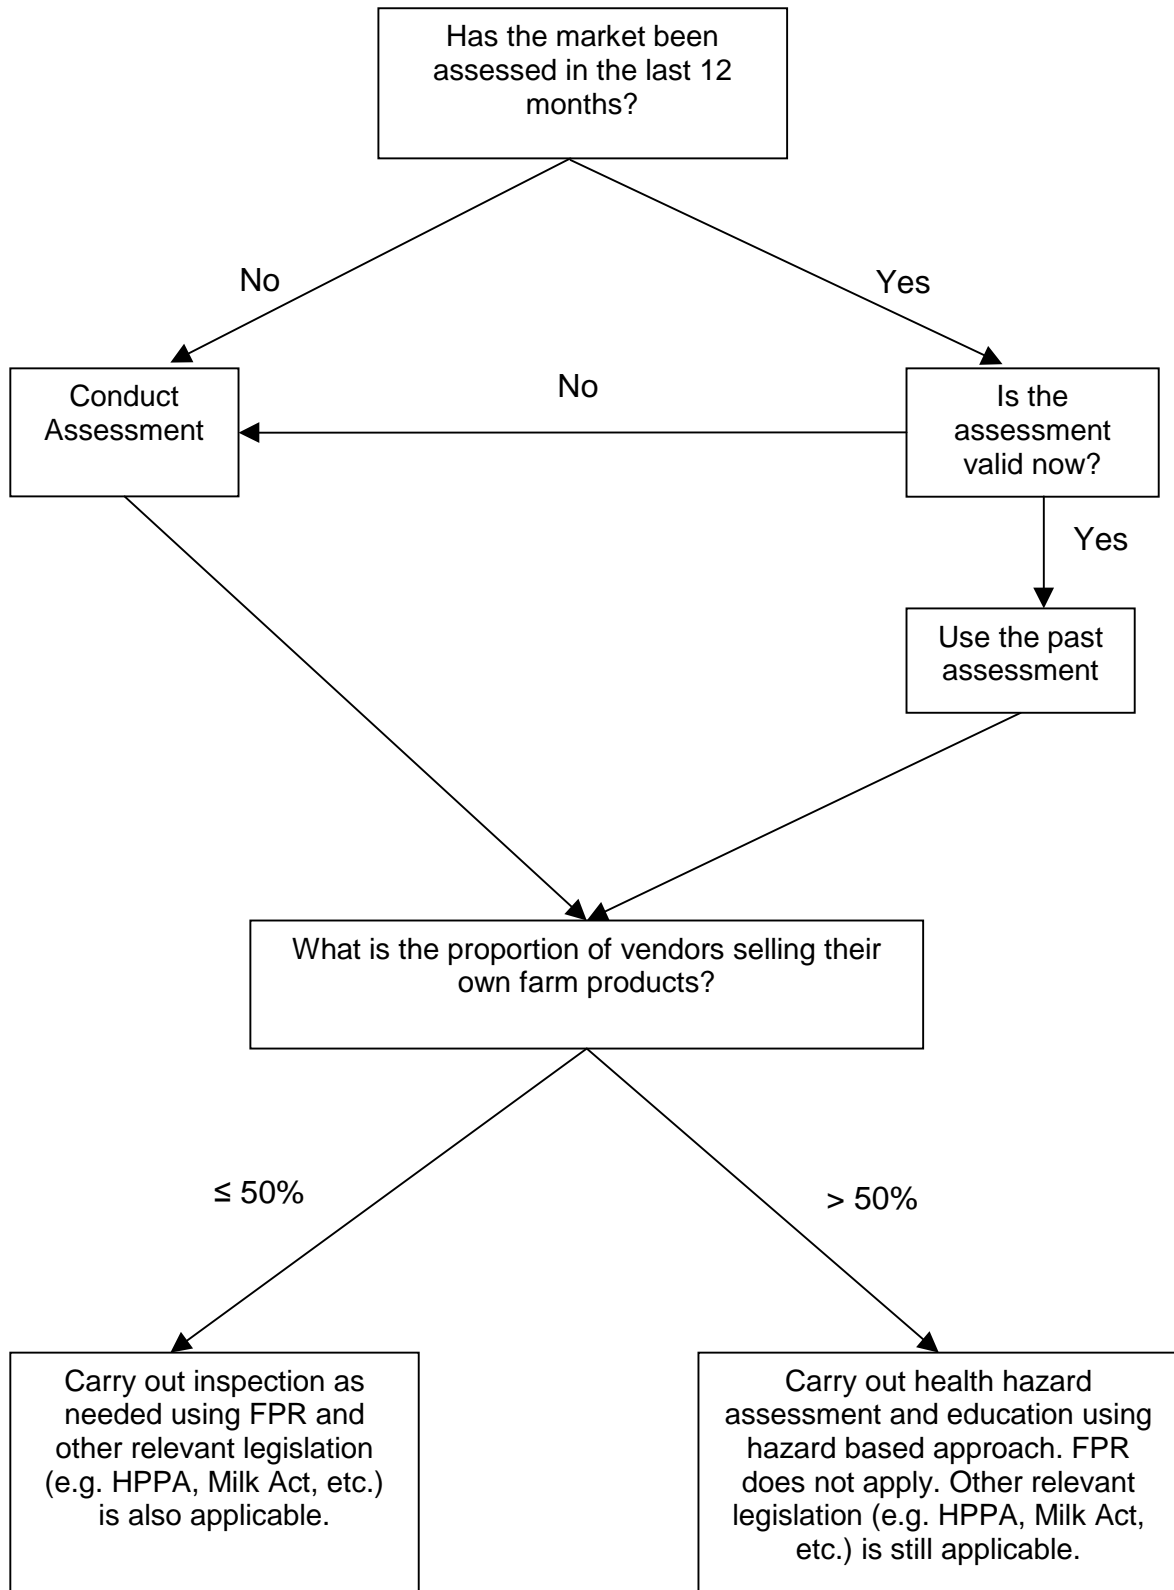 Has the market been
assessed in the last 12
months?
No
Yes
Conduct
Assessment
No
Is the
assessment
valid now?
Yes
Use the past
assessment
What is the proportion of vendors selling their
own farm products?
≤ 50%
> 50%
Carry out inspection as
needed using FPR and
other relevant legislation
(e.g. HPPA, Milk Act, etc.)
is also applicable.
Carry out health hazard
assessment and education using
hazard based approach. FPR
does not apply. Other relevant
legislation (e.g. HPPA, Milk Act,
etc.) is still applicable.